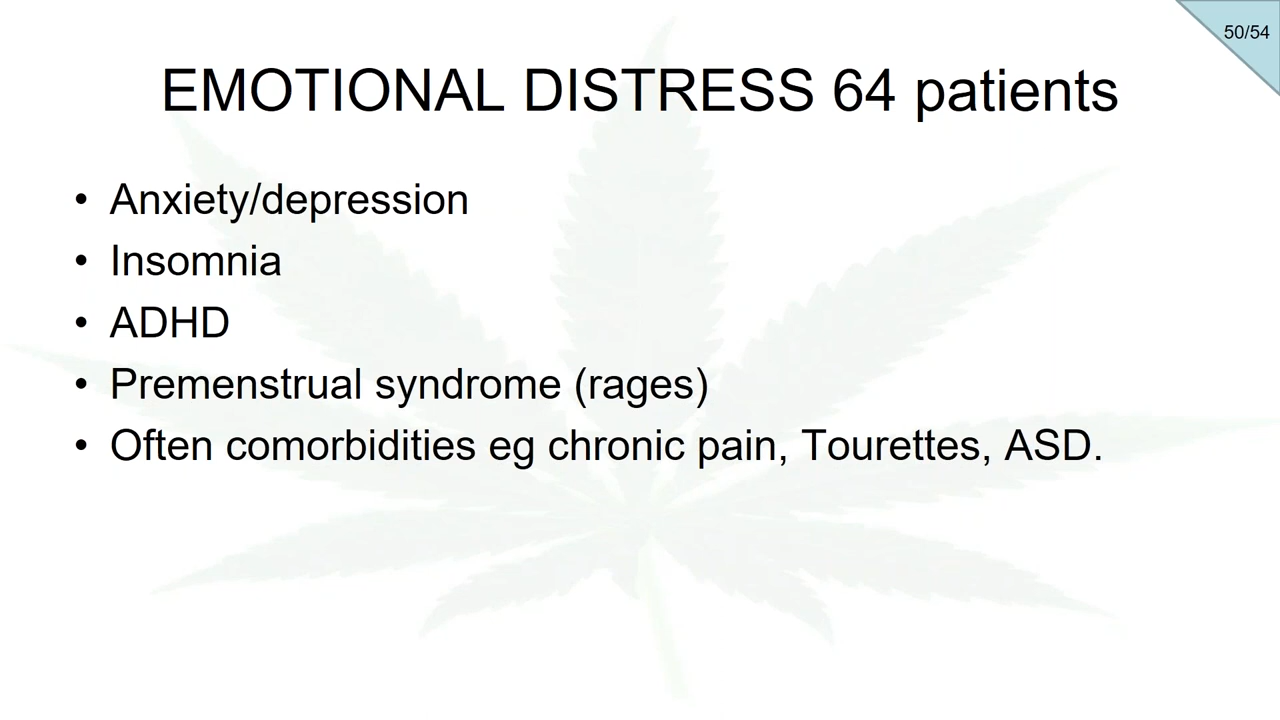 50/54
EMOTIONAL DISTRESS 64 patients
• Anxiety/depression
• Insomnia
• ADHD
• Premenstrual syndrome (rages)
• Often comorbidities eg chronic pain, Tourettes, ASD.